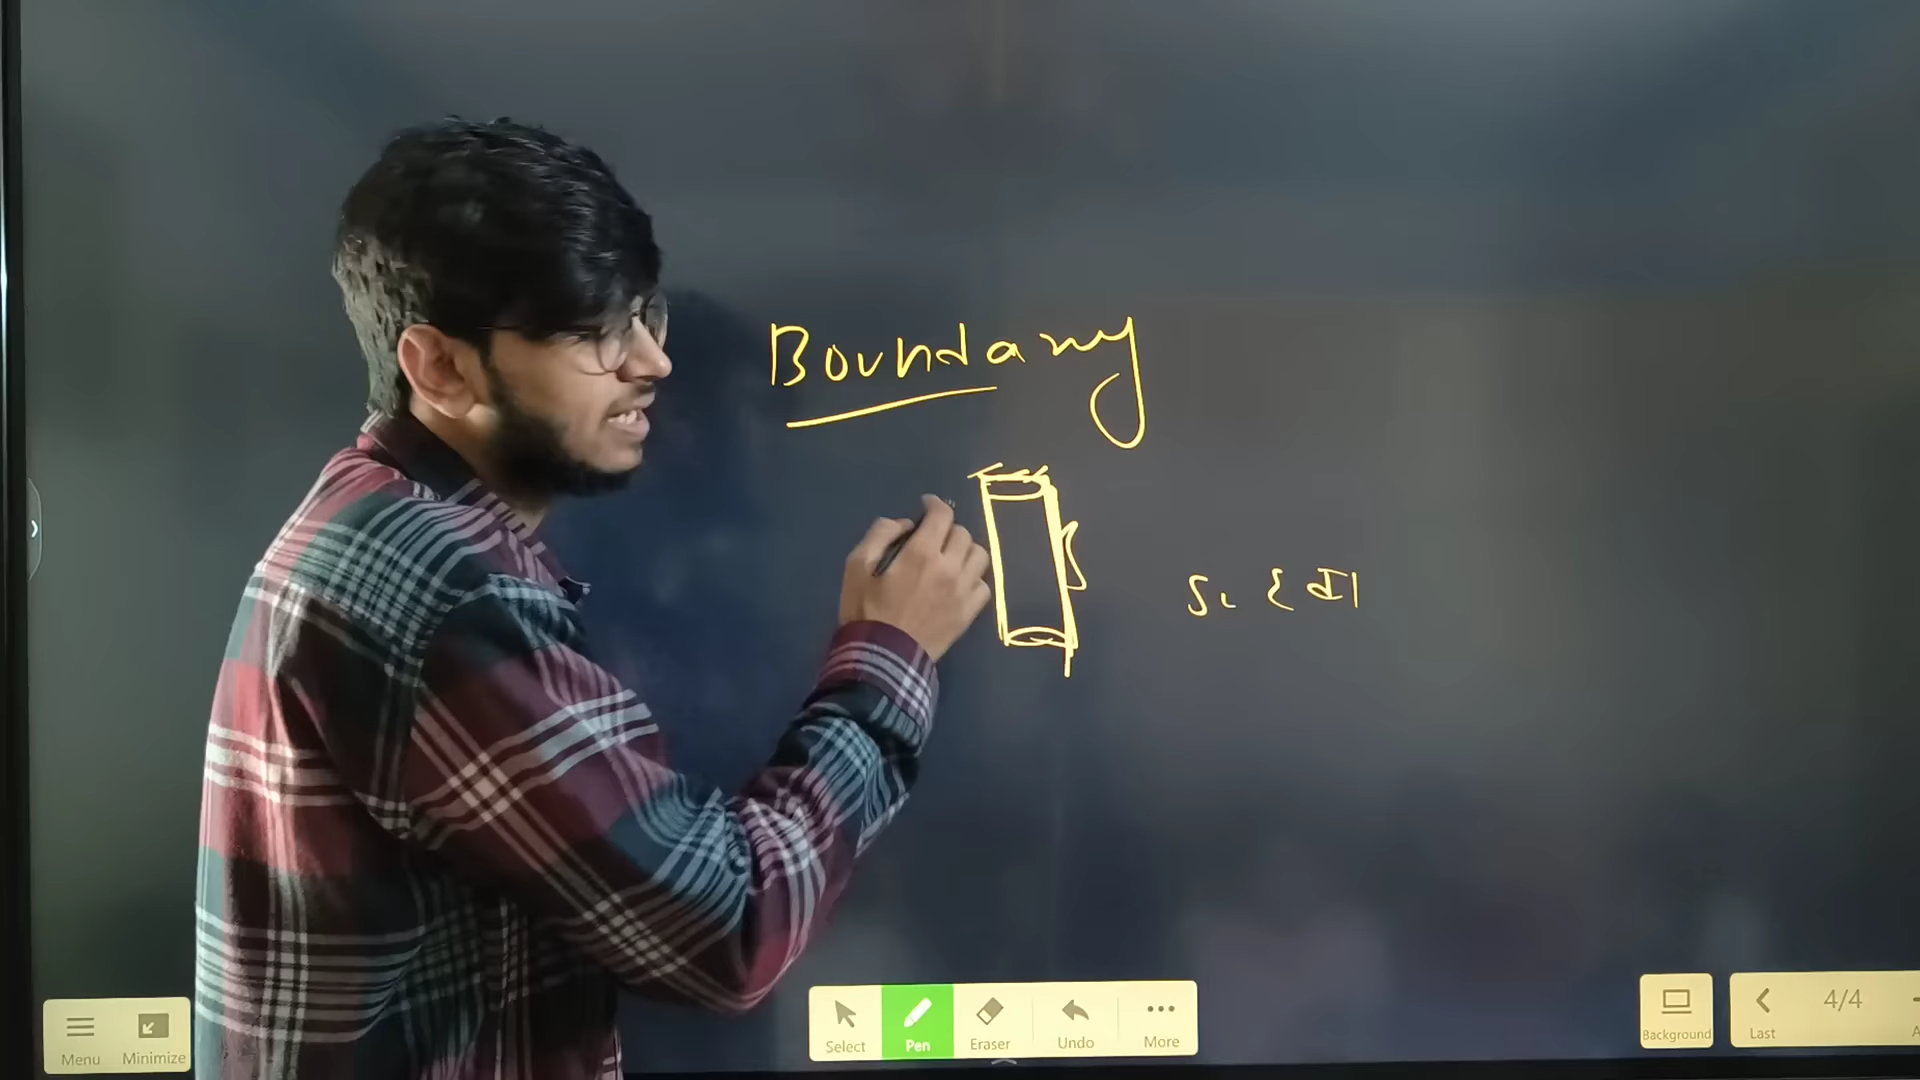 Boundary
Menu
Minimize
Select
Pen
Eraser
Undo
More
Background
Last
4/4